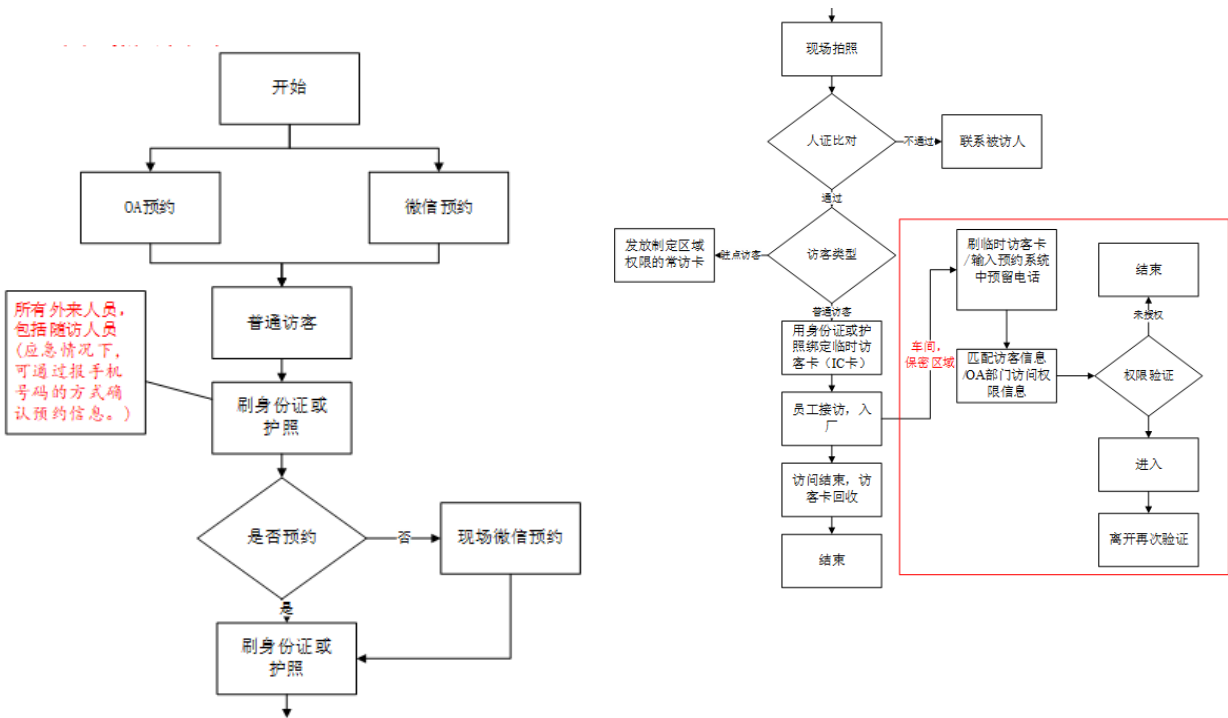 开始
OA预约
微信预约
普通访客
所有外来人员，
包括随访人员
(应急情况下，
可通过报手机
号码的方式确
认预约信息。)
刷身份证或
护照
是否预约
否
现场微信预约
是
刷身份证或
护照
现场拍照
人证比对
不通过
联系被访人
通过
访客类型
驻点访客
发放制定区域
权限的常访卡
普通访客
用身份证或护
照绑定临时访
客卡（IC卡）
员工接访，入
厂
访问结束，访
客卡回收
结束
车间，
保密区域
刷临时访客卡
/输入预约系统
中预留电话
匹配访客信息
/OA部门访问权
限信息
权限验证
未授权
结束
进入
离开再次验证